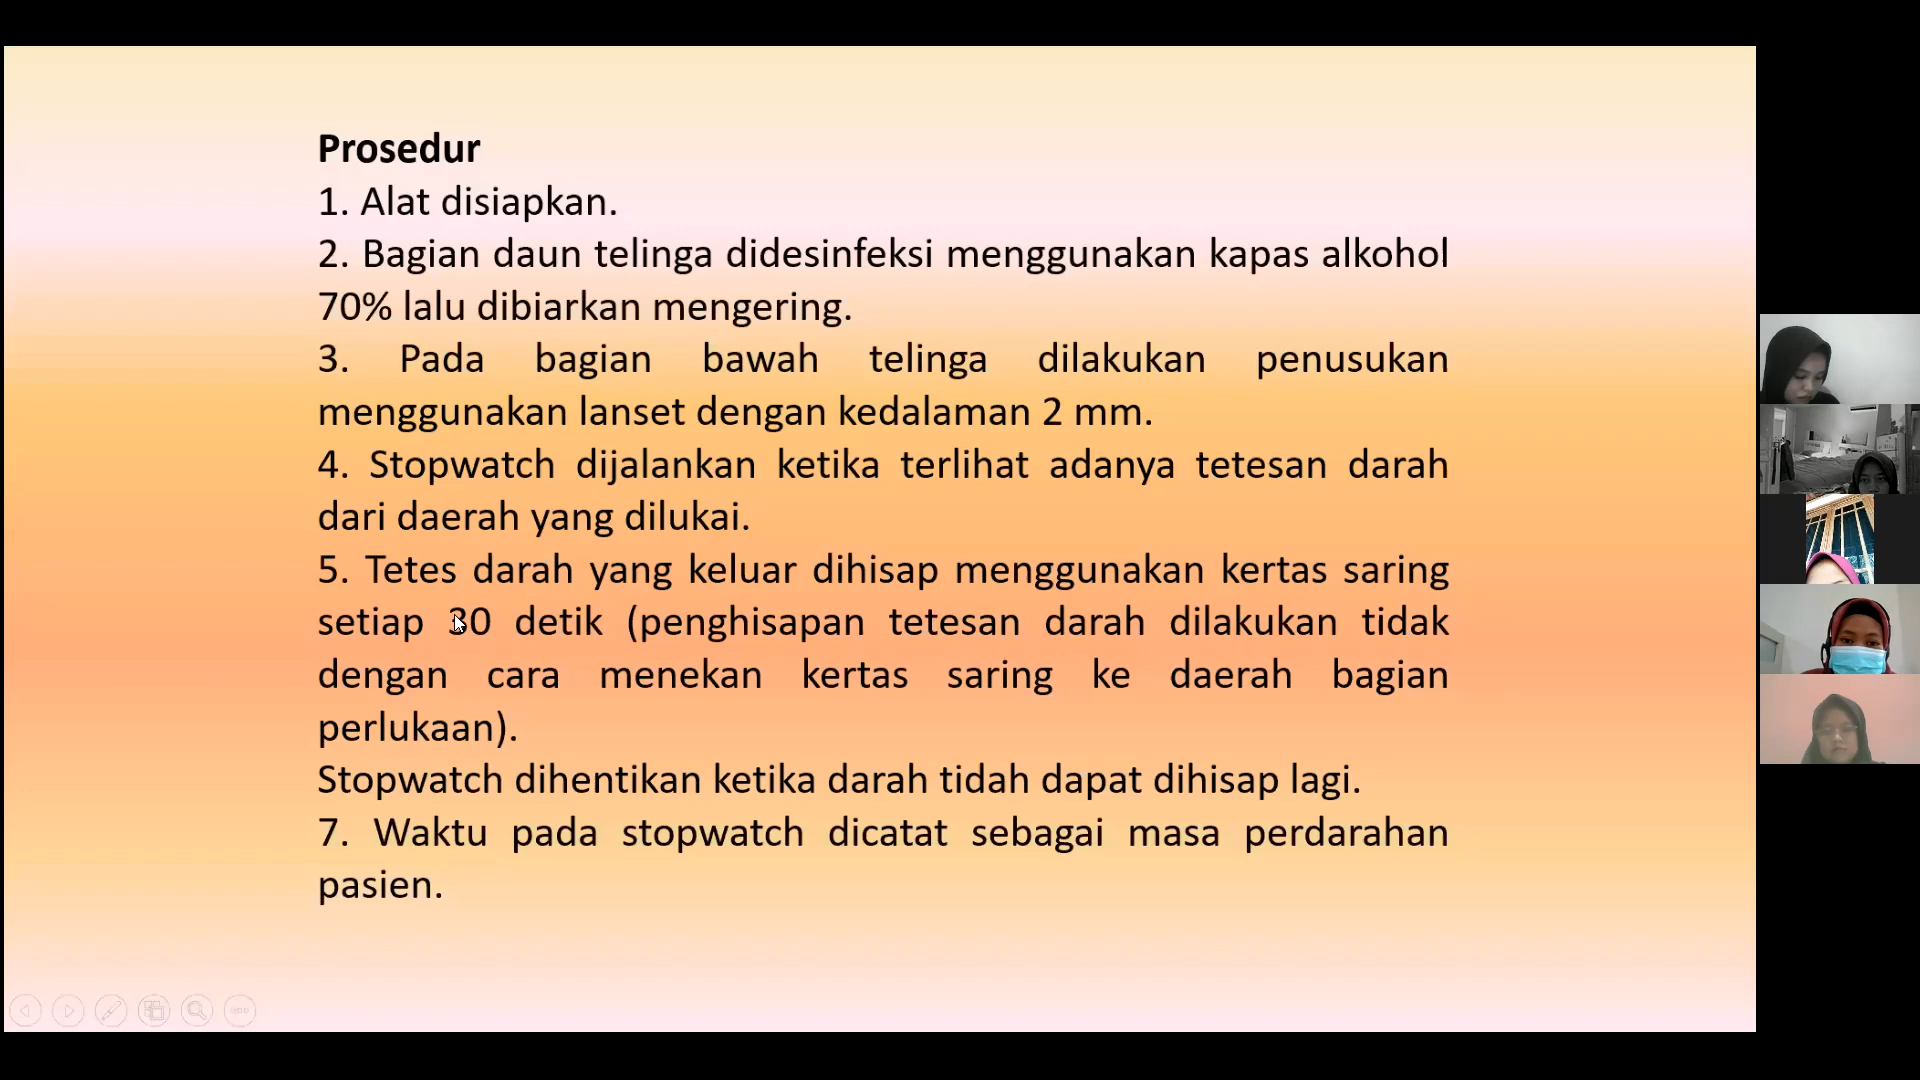 Prosedur
1. Alat disiapkan.
2. Bagian daun telinga didesinfeksi menggunakan kapas alkohol
70% lalu dibiarkan mengering.
3. Pada bagian bawah telinga dilakukan penusukan
menggunakan lanset dengan kedalaman 2 mm.
4. Stopwatch dijalankan ketika terlihat adanya tetesan darah
dari daerah yang dilukai.
5. Tetes darah yang keluar dihisap menggunakan kertas saring
setiap 30 detik (penghisapan tetesan darah dilakukan tidak
dengan cara menekan kertas saring ke daerah bagian
perlukaan).
Stopwatch dihentikan ketika darah tidah dapat dihisap lagi.
7. Waktu pada stopwatch dicatat sebagai masa perdarahan
pasien.